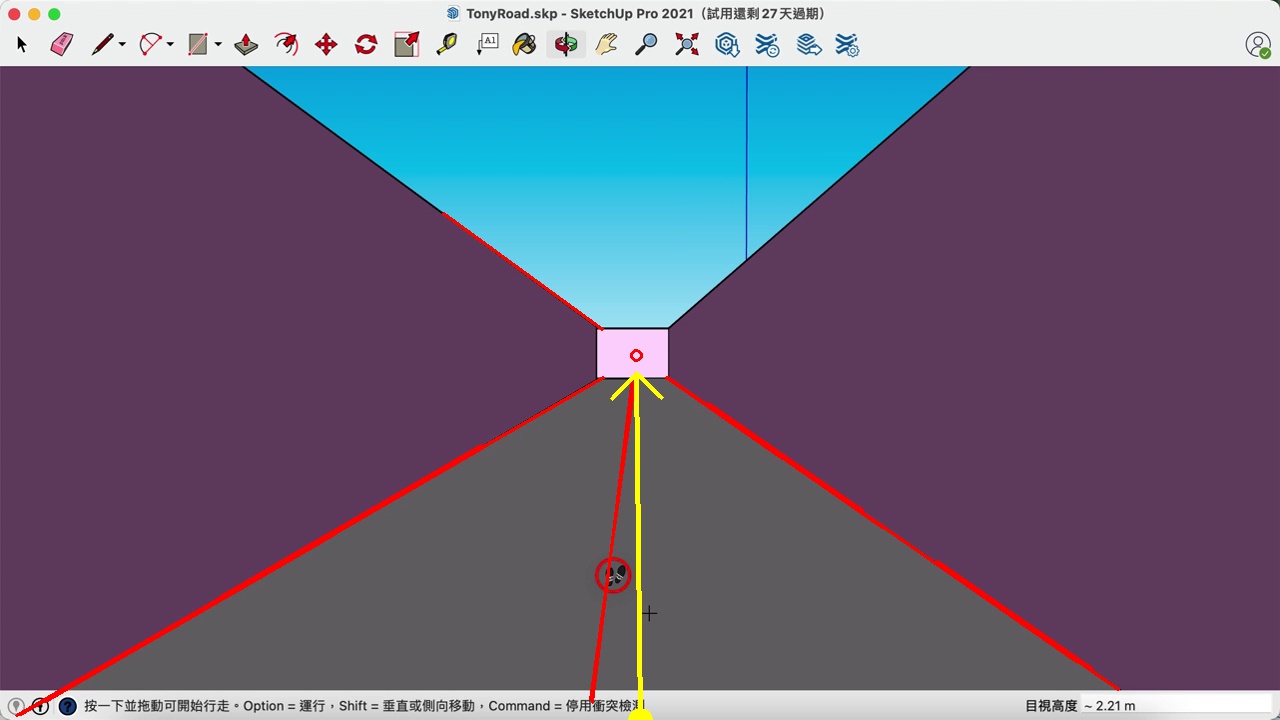 TonyRoad.skp - SketchUp Pro 2021（試用還剩 27 天過期）
A1
按一下並拖動可開始行走。Option = 運行，Shift = 垂直或側向移動，Command = 停用衝突檢測
目視高度 ~ 2.21 m